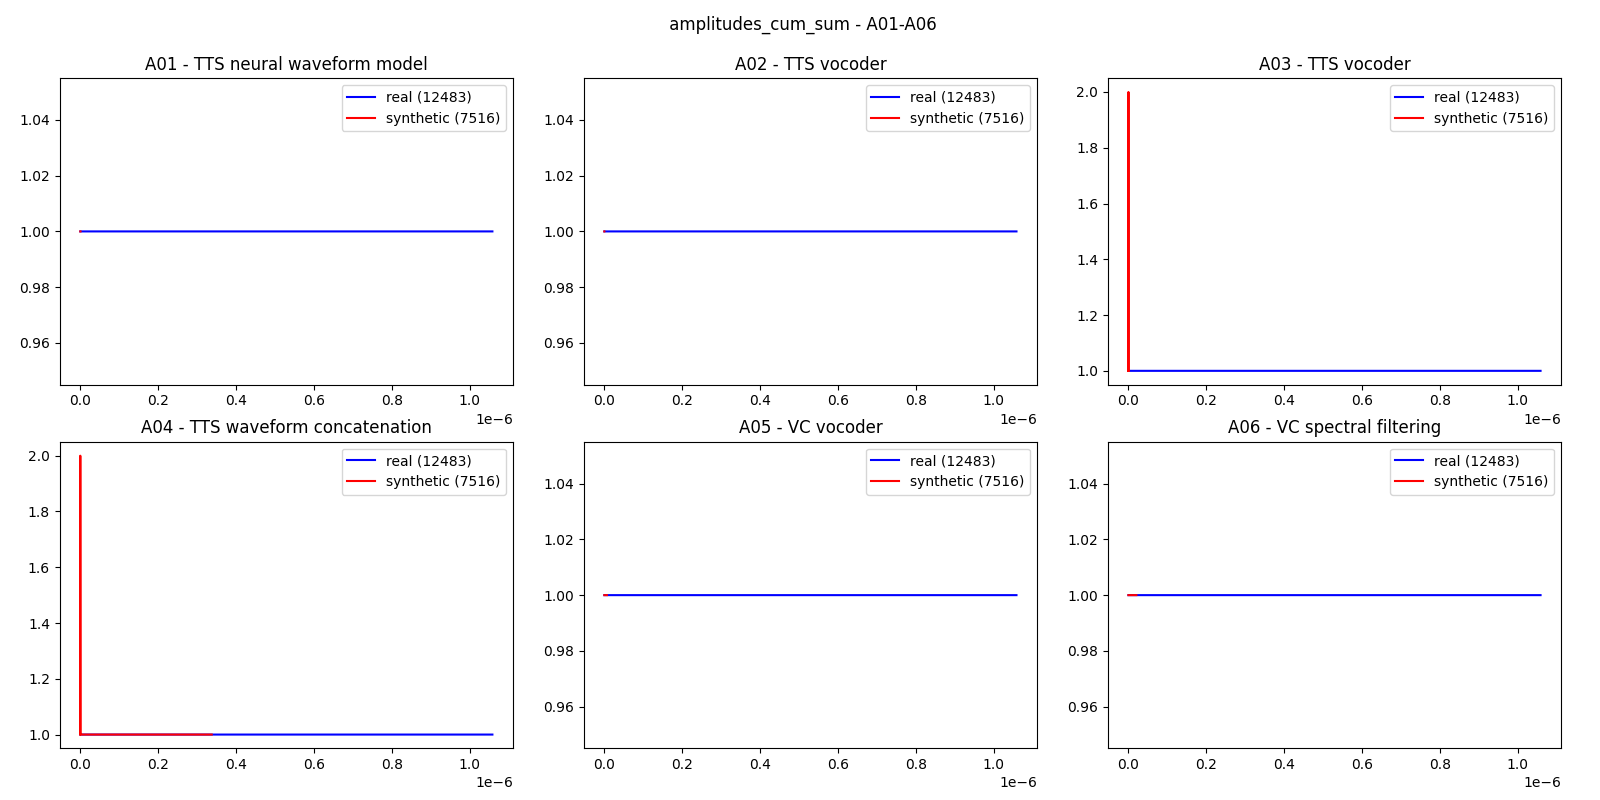 amplitudes_cum_sum - A01-A06
A01 - TTS neural waveform model
real (12483)
synthetic (7516)
1.04
1.02
1.00
0.98
0.96
0.0 0.2 0.4 0.6 0.8 1.0
1e−6
A02 - TTS vocoder
real (12483)
synthetic (7516)
1.04
1.02
1.00
0.98
0.96
0.0 0.2 0.4 0.6 0.8 1.0
1e−6
A03 - TTS vocoder
real (12483)
synthetic (7516)
2.0
1.8
1.6
1.4
1.2
1.0
0.0 0.2 0.4 0.6 0.8 1.0
1e−6
A04 - TTS waveform concatenation
real (12483)
synthetic (7516)
2.0
1.8
1.6
1.4
1.2
1.0
0.0 0.2 0.4 0.6 0.8 1.0
1e−6
A05 - VC vocoder
real (12483)
synthetic (7516)
1.04
1.02
1.00
0.98
0.96
0.0 0.2 0.4 0.6 0.8 1.0
1e−6
A06 - VC spectral filtering
real (12483)
synthetic (7516)
1.04
1.02
1.00
0.98
0.96
0.0 0.2 0.4 0.6 0.8 1.0
1e−6